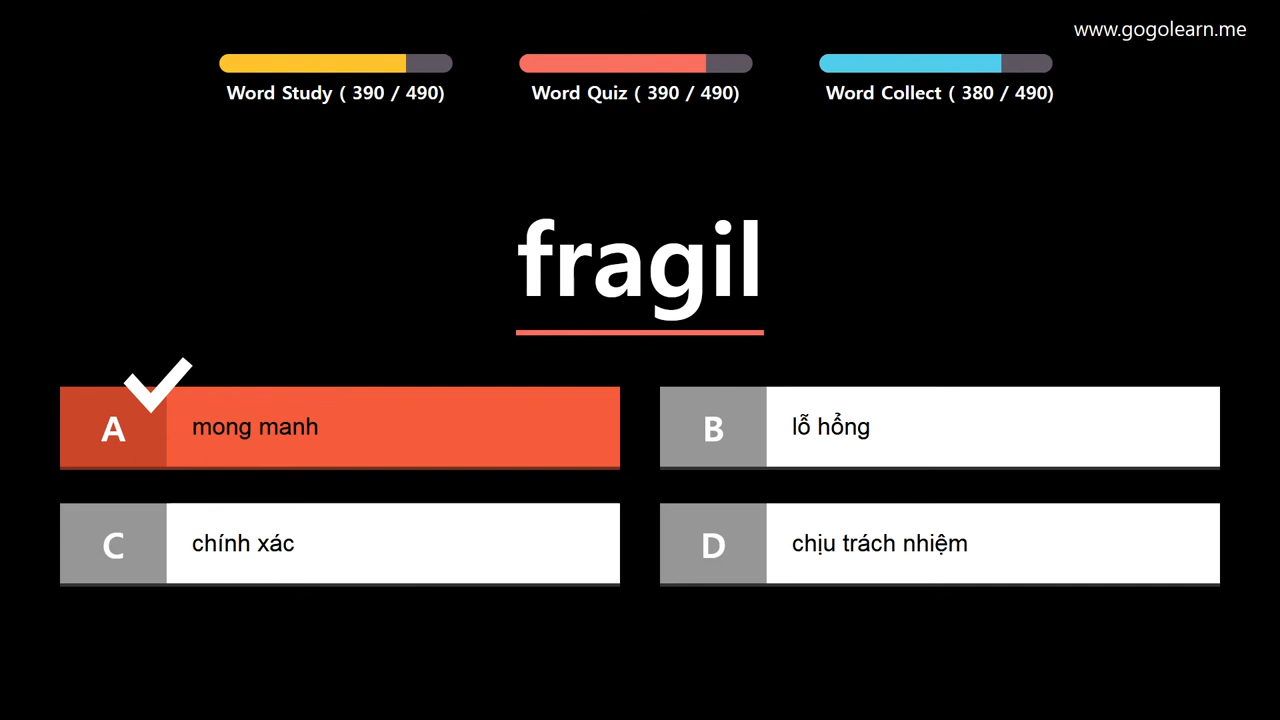 www.gogolearn.me
Word Study ( 390 / 490)
Word Quiz ( 390 / 490)
Word Collect ( 380 / 490)
fragil
A mong manh
B lỗ hổng
C chính xác
D chịu trách nhiệm